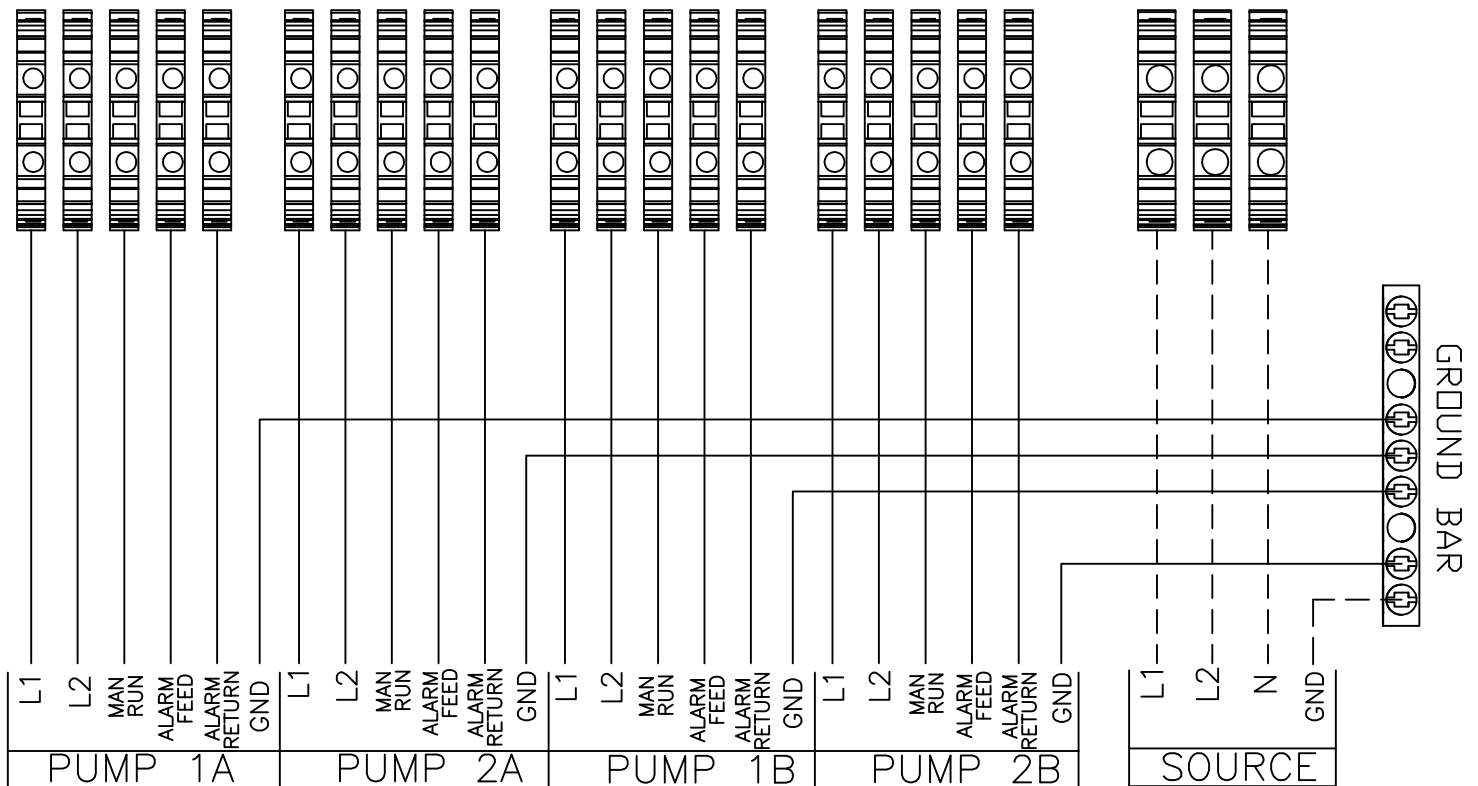 GROUND BAR
L1
L2
MAN
RUN
ALARM
FEED
ALARM
RETURN
GND
L1
L2
MAN
RUN
ALARM
FEED
ALARM
RETURN
GND
L1
L2
MAN
RUN
ALARM
FEED
ALARM
RETURN
GND
L1
L2
MAN
RUN
ALARM
FEED
ALARM
RETURN
GND
L1
L2
N
GND
PUMP 1A
PUMP 2A
PUMP 1B
PUMP 2B
SOURCE